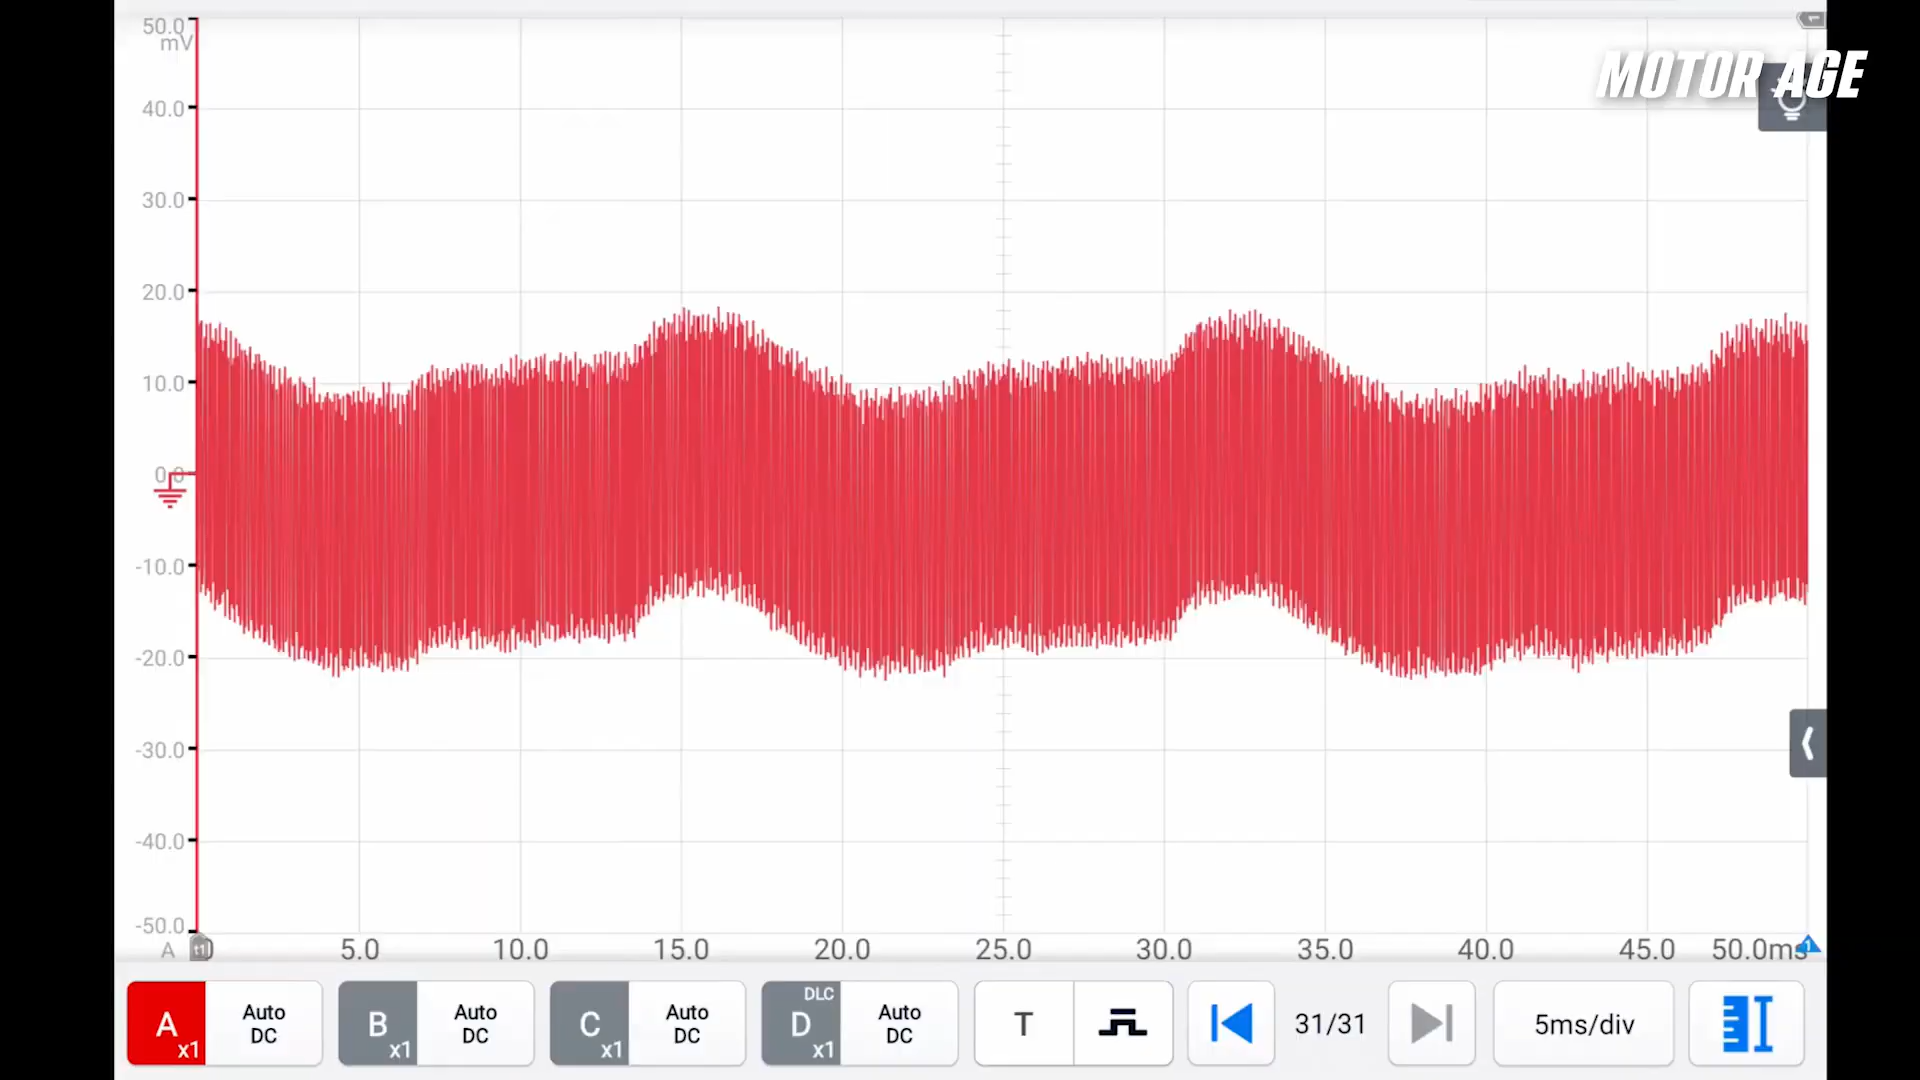 50.0
mV
MOTOR AGE
40.0
30.0
20.0
10.0
0.0
-10.0
-20.0
-30.0
-40.0
-50.0
A t1 0 5.0 10.0 15.0 20.0 25.0 30.0 35.0 40.0 45.0 50.0ms 1
A x1 Auto DC
B x1 Auto DC
C x1 Auto DC
DLC D x1 Auto DC
T
31/31
5ms/div